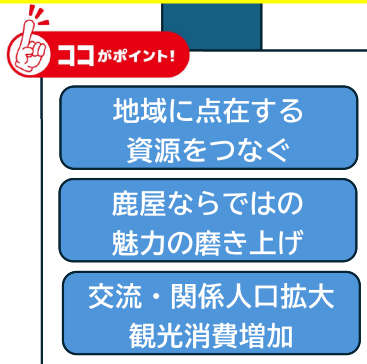 ココがポイント!
地域に点在する
資源をつなぐ
鹿屋ならではの
魅力の磨き上げ
交流・関係人口拡大
観光消費増加